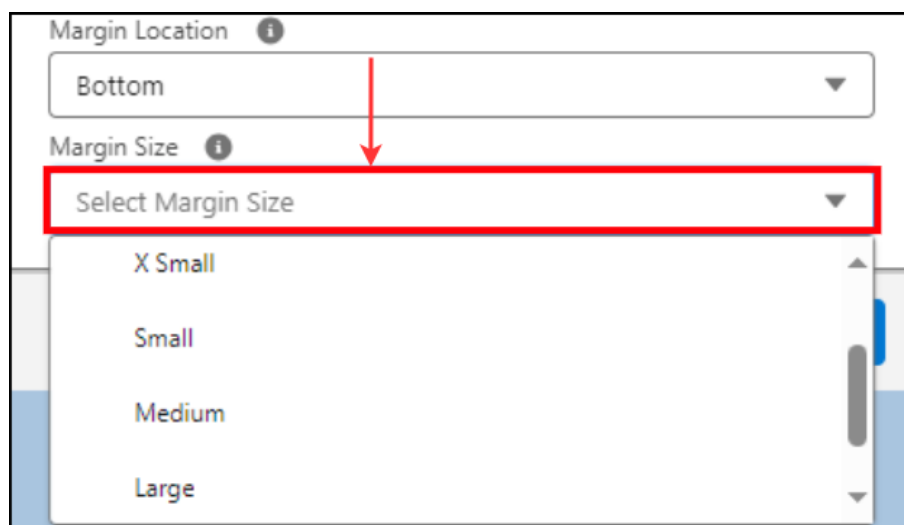 Margin Location
Bottom
Margin Size
Select Margin Size
X Small
Small
Medium
Large